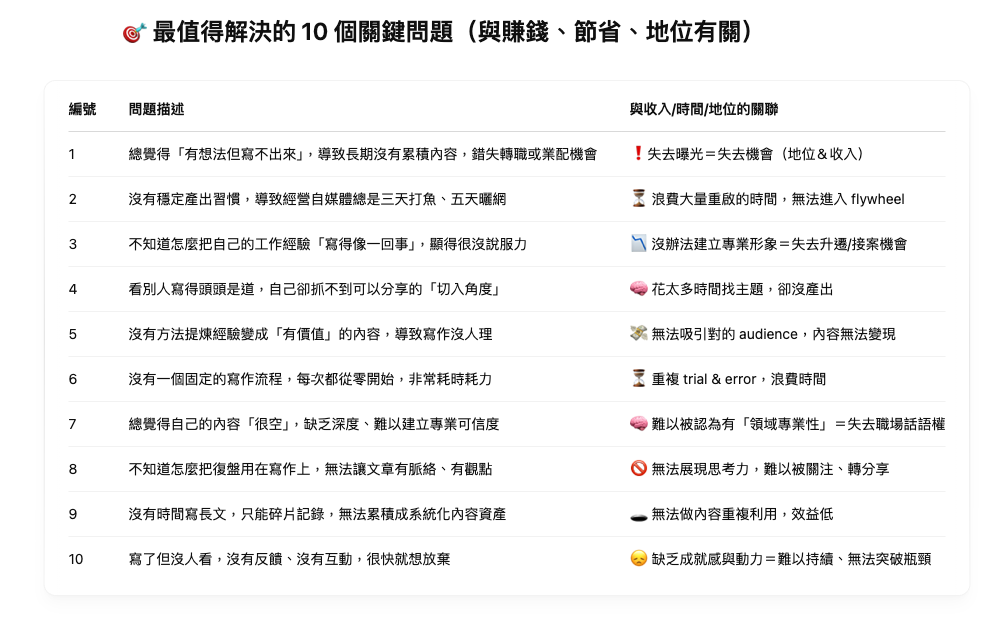 🎯 最值得解決的 10 個關鍵問題（與賺錢、節省、地位有關）
編號 問題描述 與收入/時間/地位的關聯
1 總覺得「有想法但寫不出來」，導致長期沒有累積內容，錯失轉職或業配機會 ❗失去曝光＝失去機會（地位＆收入）
2 沒有穩定產出習慣，導致經營自媒體總是三天打魚、五天曬網 ⏳ 浪費大量重啟的時間，無法進入 flywheel
3 不知道怎麼把自己的工作經驗「寫得像一回事」，顯得很沒說服力 📉 沒辦法建立專業形象＝失去升遷/接案機會
4 看別人寫得頭頭是道，自己卻抓不到可以分享的「切入角度」 🧠 花太多時間找主題，卻沒產出
5 沒有方法提煉經驗變成「有價值」的內容，導致寫作沒人理 💸 無法吸引對的 audience，內容無法變現
6 沒有一個固定的寫作流程，每次都從零開始，非常耗時耗力 ⏳ 重複 trial & error，浪費時間
7 總覺得自己的內容「很空」，缺乏深度、難以建立專業可信度 🧠 難以被認為有「領域專業性」＝失去職場話語權
8 不知道怎麼把復盤用在寫作上，無法讓文章有脈絡、有觀點 🚫 無法展現思考力，難以被關注、轉分享
9 沒有時間寫長文，只能碎片記錄，無法累積成系統化內容資產 🕳️ 無法做內容重複利用，效益低
10 寫了但沒人看，沒有反饋、沒有互動，很快就想放棄 😞 缺乏成就感與動力＝難以持續、無法突破瓶頸